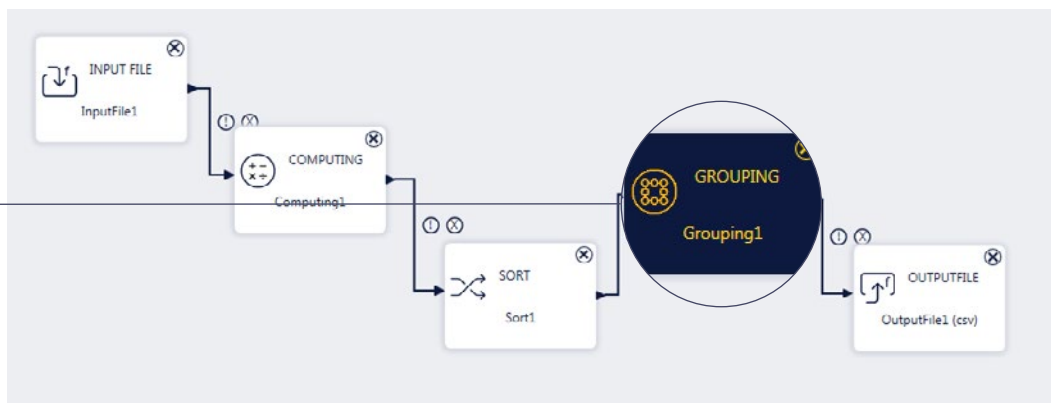 INPUT FILE
InputFile1
COMPUTING
Computing1
SORT
Sort1
GROUPING
Grouping1
OUTPUTFILE
OutputFile1 (csv)